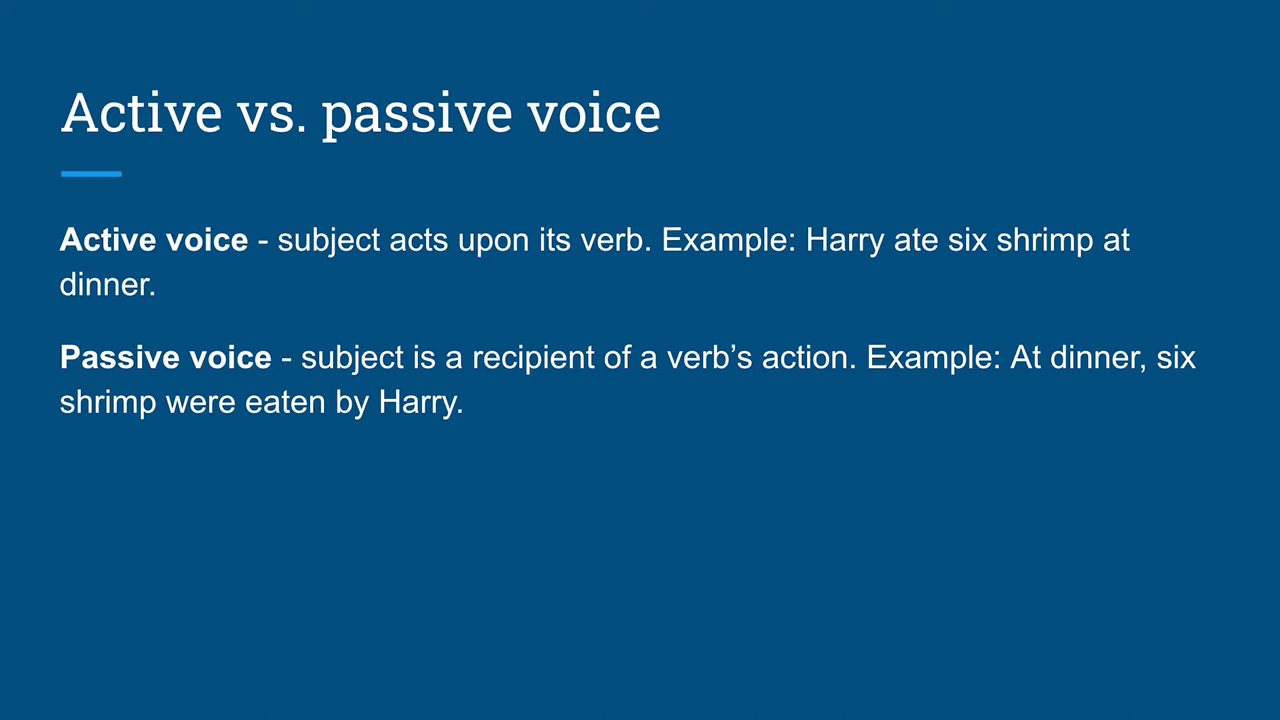 Active vs. passive voice
Active voice - subject acts upon its verb. Example: Harry ate six shrimp at
dinner.
Passive voice - subject is a recipient of a verb’s action. Example: At dinner, six
shrimp were eaten by Harry.